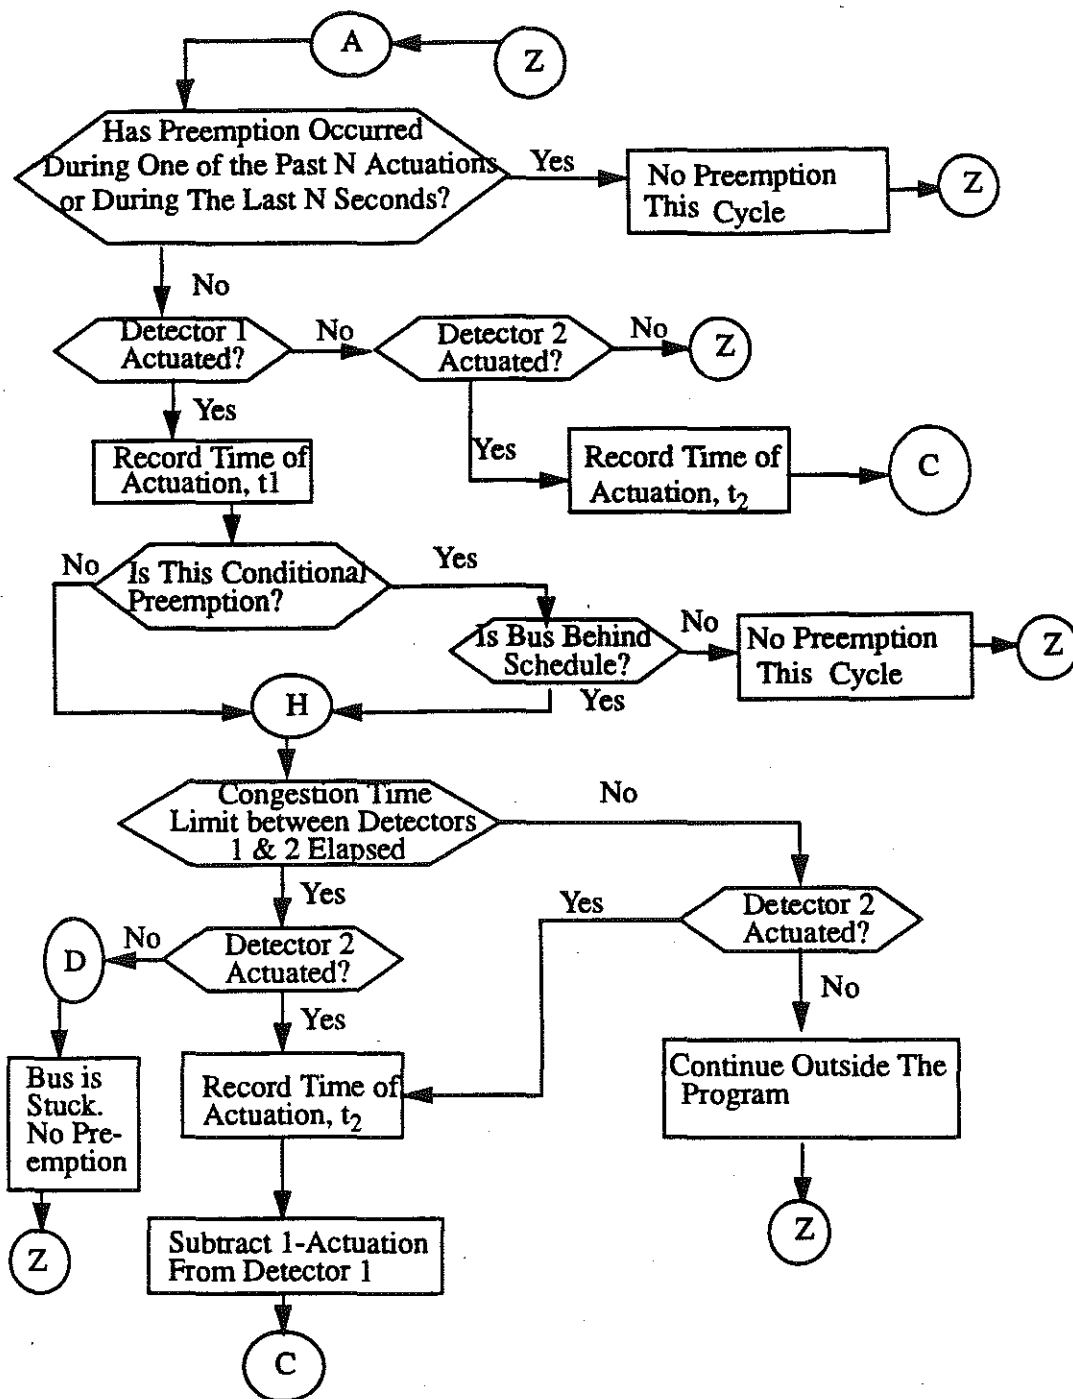 A
Z
Has Preemption Occurred
During One of the Past N Actuations
or During The Last N Seconds?
Yes
No Preemption
This Cycle
Z
No
Detector 1
Actuated?
No
Detector 2
Actuated?
No
Z
Yes
Record Time of
Actuation, t1
Yes
Record Time of
Actuation, t2
C
No
Is This Conditional
Preemption?
Yes
Is Bus Behind
Schedule?
No
No Preemption
This Cycle
Z
Yes
H
Congestion Time
Limit between Detectors
1 & 2 Elapsed
No
Yes
Yes
Detector 2
Actuated?
D
No
Detector 2
Actuated?
No
Yes
Bus is
Stuck.
No Pre-
emption
Record Time of
Actuation, t2
Continue Outside The
Program
Z
Subtract 1-Actuation
From Detector 1
Z
C